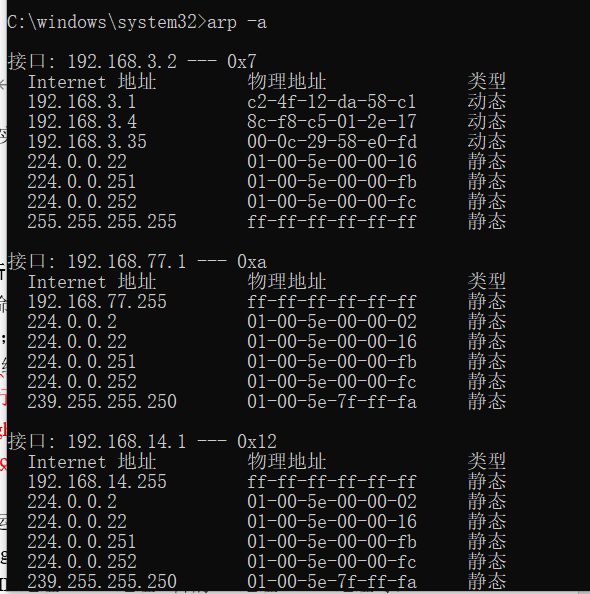 C:\windows\system32>arp -a
接口: 192.168.3.2 --- 0x7
Internet 地址 物理地址 类型
192.168.3.1 c2-4f-12-da-58-c1 动态
192.168.3.4 8c-f8-c5-01-2e-17 动态
192.168.3.35 00-0c-29-58-e0-fd 动态
224.0.0.22 01-00-5e-00-00-16 静态
224.0.0.251 01-00-5e-00-00-fb 静态
224.0.0.252 01-00-5e-00-00-fc 静态
255.255.255.255 ff-ff-ff-ff-ff-ff 静态
接口: 192.168.77.1 --- 0xa
Internet 地址 物理地址 类型
192.168.77.255 ff-ff-ff-ff-ff-ff 静态
224.0.0.2 01-00-5e-00-00-02 静态
224.0.0.22 01-00-5e-00-00-16 静态
224.0.0.251 01-00-5e-00-00-fb 静态
224.0.0.252 01-00-5e-00-00-fc 静态
239.255.255.250 01-00-5e-7f-ff-fa 静态
接口: 192.168.14.1 --- 0x12
Internet 地址 物理地址 类型
192.168.14.255 ff-ff-ff-ff-ff-ff 静态
224.0.0.2 01-00-5e-00-00-02 静态
224.0.0.22 01-00-5e-00-00-16 静态
224.0.0.251 01-00-5e-00-00-fb 静态
224.0.0.252 01-00-5e-00-00-fc 静态
239.255.255.250 01-00-5e-7f-ff-fa 静态